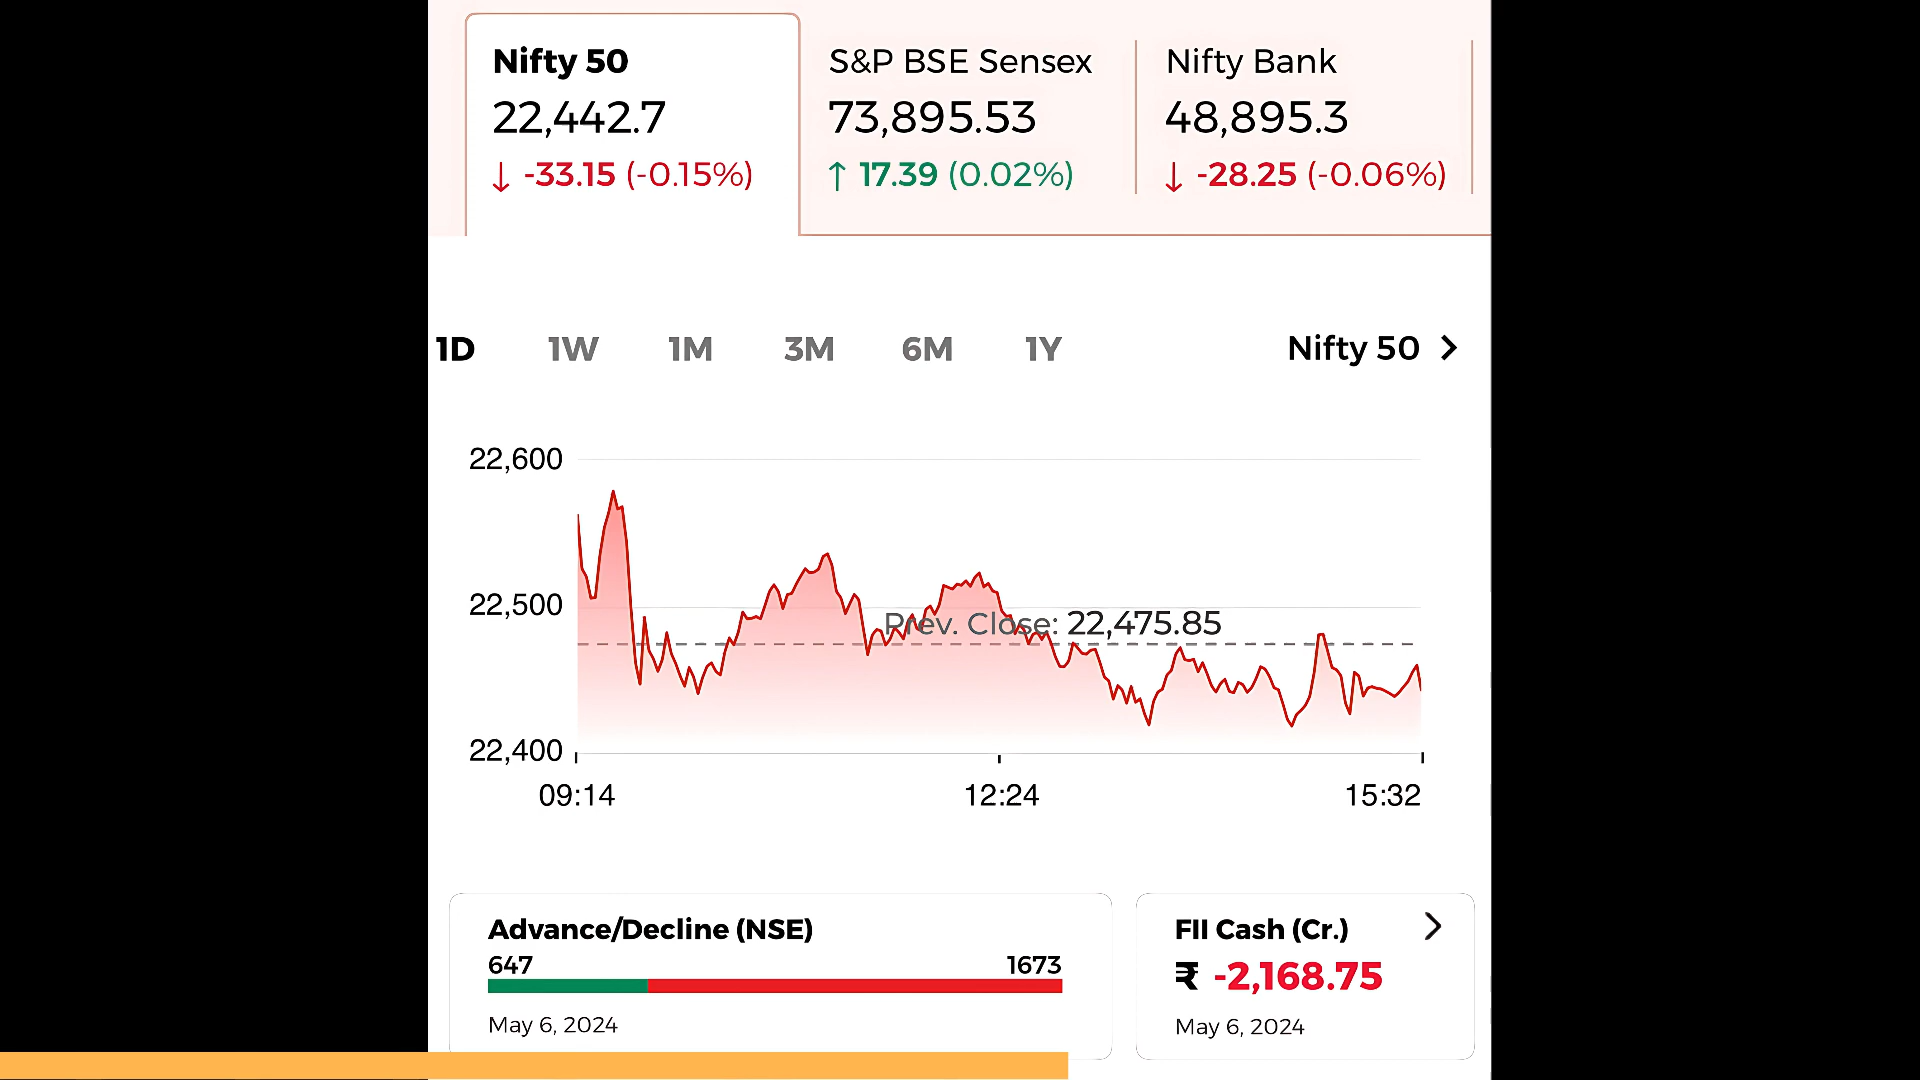 Nifty 50
22,442.7
↓ -33.15 (-0.15%)
S&P BSE Sensex
73,895.53
↑ 17.39 (0.02%)
Nifty Bank
48,895.3
↓ -28.25 (-0.06%)
1D 1W 1M 3M 6M 1Y Nifty 50 >
22,600
22,500
Prev. Close: 22,475.85
22,400
09:14 12:24 15:32
Advance/Decline (NSE)
647 1673
May 6, 2024
FII Cash (Cr.) >
₹ -2,168.75
May 6, 2024